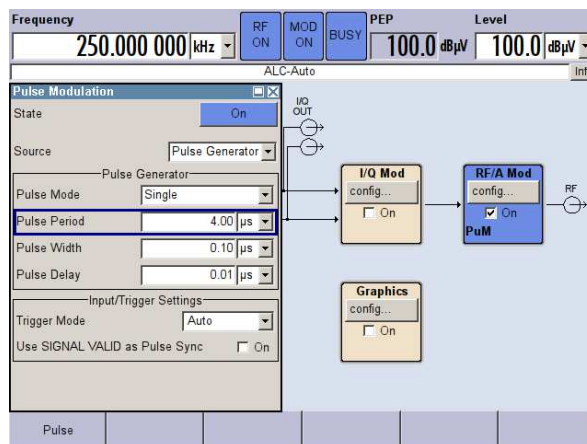 Frequency
250.000 000 kHz
RF ON
MOD ON
BUSY
PEP
100.0 dBµV
Level
100.0 dBµV
ALC-Auto
Info
Pulse Modulation
State On
Source Pulse Generator
Pulse Generator
Pulse Mode Single
Pulse Period 4.00 µs
Pulse Width 0.10 µs
Pulse Delay 0.01 µs
Input/Trigger Settings
Trigger Mode Auto
Use SIGNAL VALID as Pulse Sync On
I/Q OUT
I/Q Mod
config...
On
RF/A Mod
config...
On
PuM
RF
Graphics
config...
On
Pulse